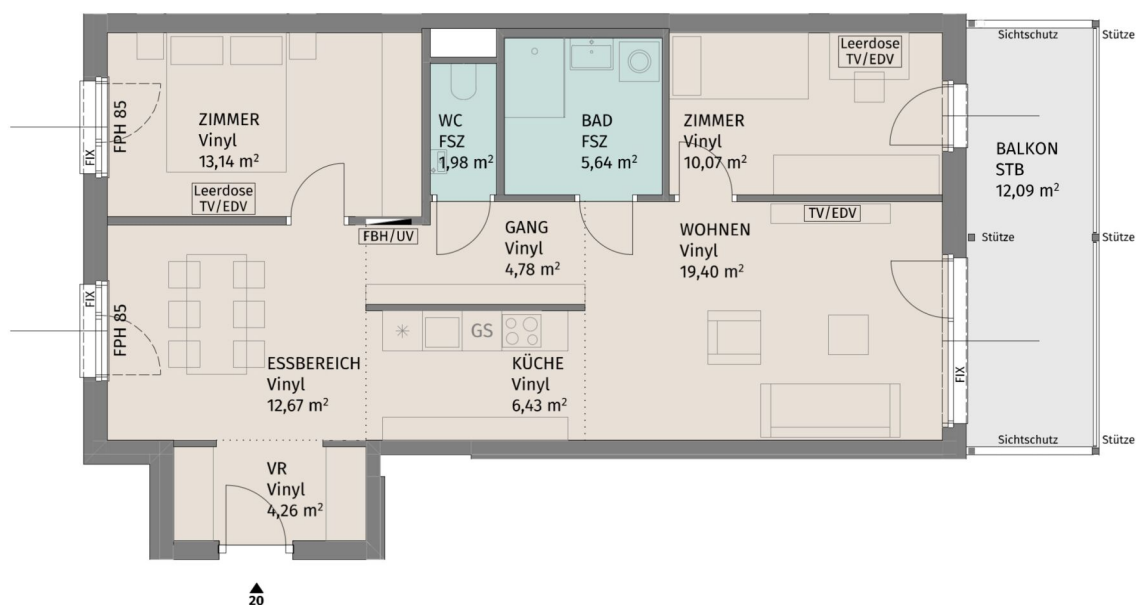 Sichtschutz
Stütze
Leerdose
TV/EDV
ZIMMER
Vinyl
13,14 m²
FPH 85
FIX
Leerdose
TV/EDV
WC
FSZ
1,98 m²
BAD
FSZ
5,64 m²
ZIMMER
Vinyl
10,07 m²
BALKON
STB
12,09 m²
TV/EDV
FBH/UV
GANG
Vinyl
4,78 m²
WOHNEN
Vinyl
19,40 m²
Stütze
Stütze
FIX
FPH 85
GS
ESSBEREICH
Vinyl
12,67 m²
KÜCHE
Vinyl
6,43 m²
FIX
Sichtschutz
Stütze
VR
Vinyl
4,26 m²
20